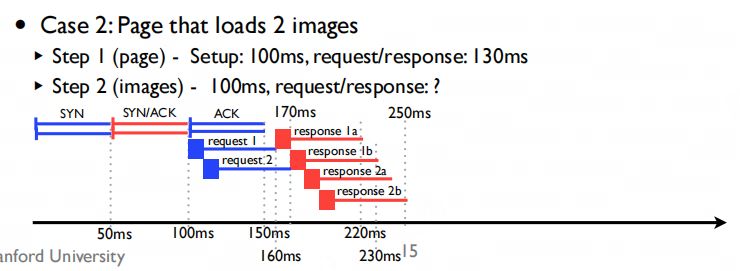 • Case 2: Page that loads 2 images
▸ Step 1 (page) - Setup: 100ms, request/response: 130ms
▸ Step 2 (images) - 100ms, request/response: ?
SYN SYN/ACK ACK 170ms 250ms
response 1a
request 1
response 1b
request 2
response 2a
response 2b
50ms 100ms 150ms 220ms
160ms 230ms
anford University 15